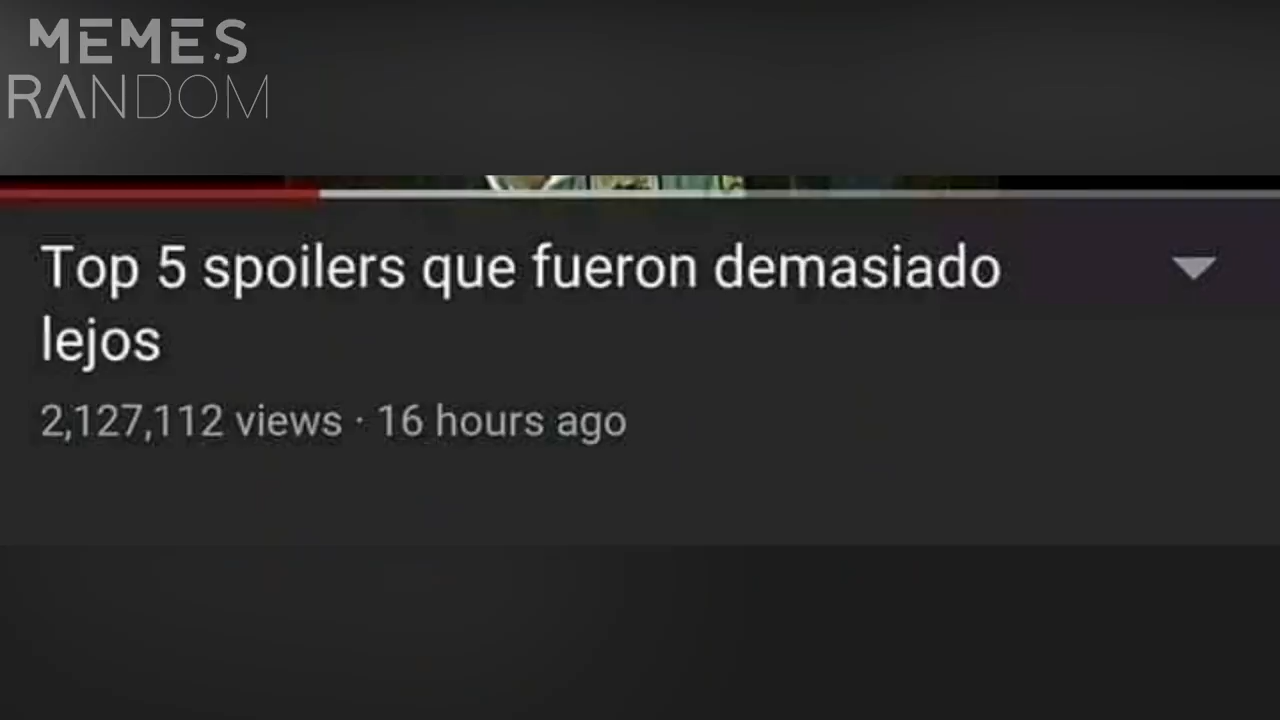 MEMES
RANDOM
Top 5 spoilers que fueron demasiado
lejos
2,127,112 views · 16 hours ago